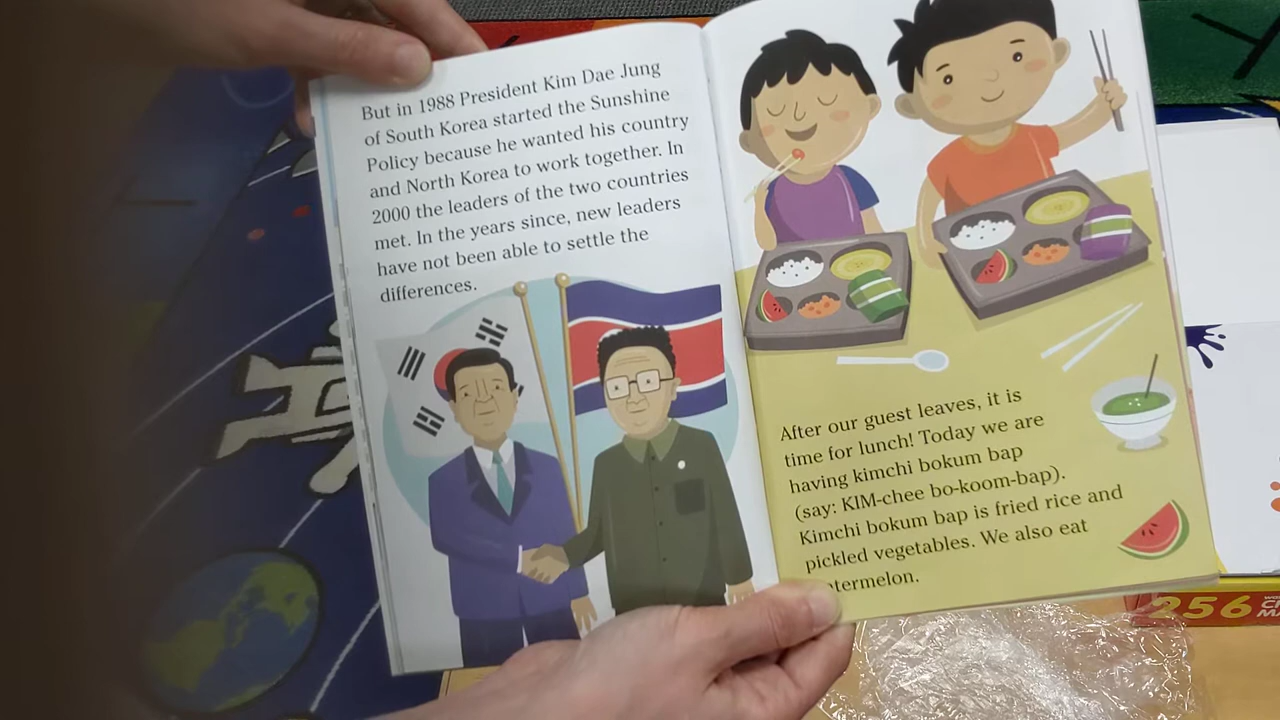 But in 1988 President Kim Dae Jung
of South Korea started the Sunshine
Policy because he wanted his country
and North Korea to work together. In
2000 the leaders of the two countries
met. In the years since, new leaders
have not been able to settle the
differences.
After our guest leaves, it is
time for lunch! Today we are
having kimchi bokum bap
(say: KIM-chee bo-koom-bap).
Kimchi bokum bap is fried rice and
pickled vegetables. We also eat
termelon.
256